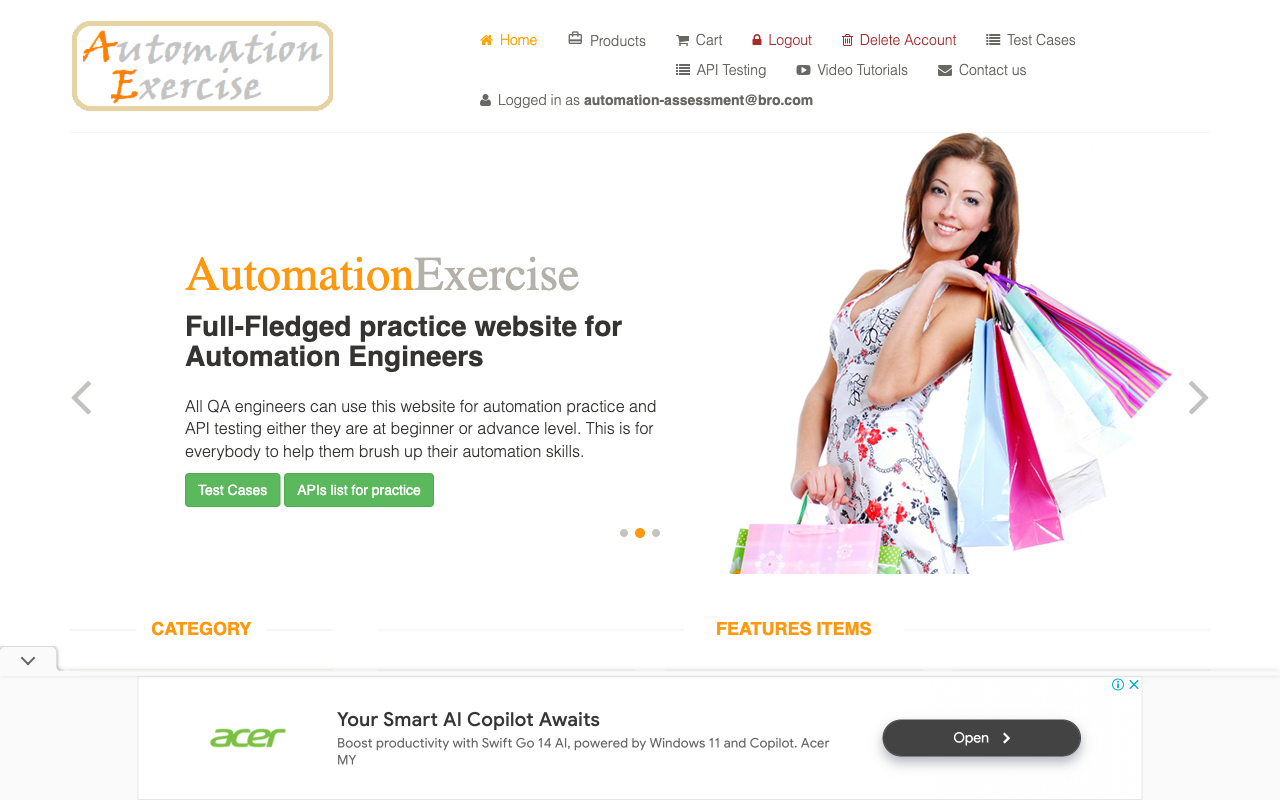 Automation
Exercise
Home Products Cart Logout Delete Account Test Cases
API Testing Video Tutorials Contact us
Logged in as automation-assessment@bro.com
AutomationExercise
Full-Fledged practice website for
Automation Engineers
All QA engineers can use this website for automation practice and
API testing either they are at beginner or advance level. This is for
everybody to help them brush up their automation skills.
Test Cases APIs list for practice
CATEGORY
FEATURES ITEMS
acer
Your Smart AI Copilot Awaits
Boost productivity with Swift Go 14 AI, powered by Windows 11 and Copilot. Acer
MY
Open